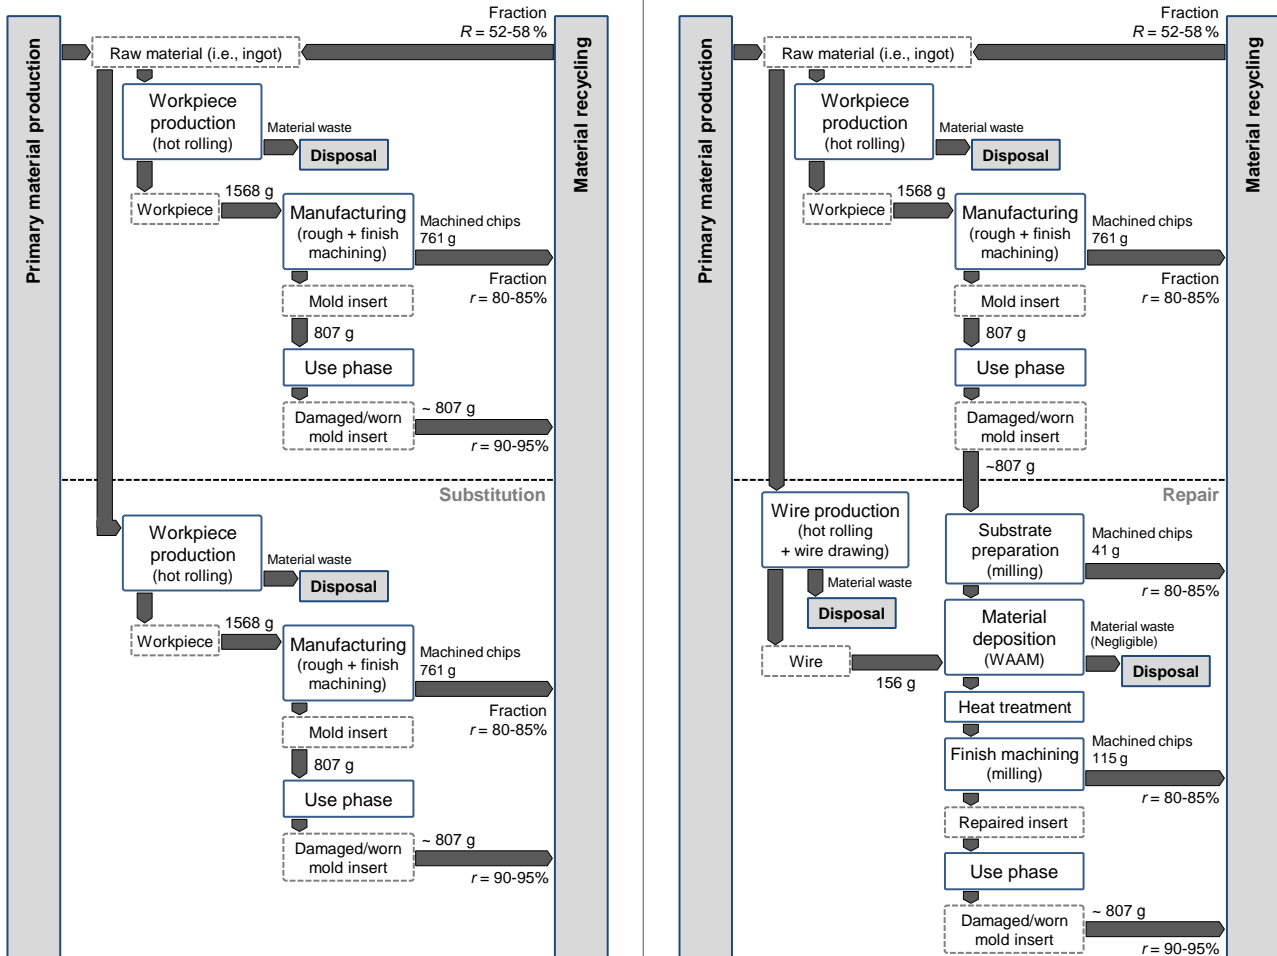 Primary material production
Fraction
R = 52-58 %
Raw material (i.e., ingot)
Workpiece
production
(hot rolling)
Material waste
Disposal
Workpiece
1568 g
Manufacturing
(rough + finish
machining)
Machined chips
761 g
Fraction
r = 80-85%
Mold insert
807 g
Use phase
Damaged/worn
mold insert
~ 807 g
r = 90-95%
Substitution
Workpiece
production
(hot rolling)
Material waste
Disposal
Workpiece
1568 g
Manufacturing
(rough + finish
machining)
Machined chips
761 g
Fraction
r = 80-85%
Mold insert
807 g
Use phase
Damaged/worn
mold insert
~ 807 g
r = 90-95%
Material recycling
Primary material production
Fraction
R = 52-58 %
Raw material (i.e., ingot)
Workpiece
production
(hot rolling)
Material waste
Disposal
Workpiece
1568 g
Manufacturing
(rough + finish
machining)
Machined chips
761 g
Fraction
r = 80-85%
Mold insert
807 g
Use phase
Damaged/worn
mold insert
~807 g
Repair
Wire production
(hot rolling
+ wire drawing)
Material waste
Disposal
Wire
156 g
Substrate
preparation
(milling)
Machined chips
41 g
r = 80-85%
Material
deposition
(WAAM)
Material waste
(Negligible)
Disposal
Heat treatment
Finish machining
(milling)
Machined chips
115 g
r = 80-85%
Repaired insert
Use phase
Damaged/worn
mold insert
~ 807 g
r = 90-95%
Material recycling